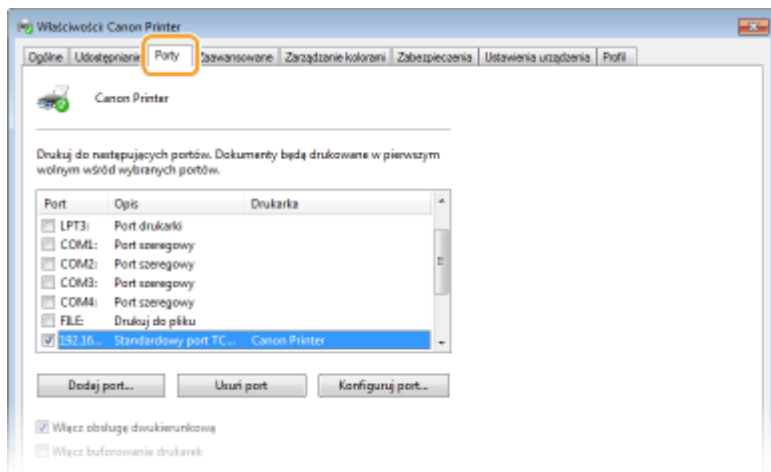 Właściwości: Canon Printer
Ogólne Udostępnianie Porty Zaawansowane Zarządzanie kolorami Zabezpieczenia Ustawienia urządzenia Profil
Canon Printer
Drukuj do następujących portów. Dokumenty będą drukowane w pierwszym
wolnym wśród wybranych portów.
Port Opis Drukarka
LPT3: Port drukarki
COM1: Port szeregowy
COM2: Port szeregowy
COM3: Port szeregowy
COM4: Port szeregowy
FILE: Drukuj do pliku
192.16... Standardowy port TC... Canon Printer
Dodaj port... Usuń port Konfiguruj port...
Włącz obsługę dwukierunkową
Włącz buforowanie drukarek